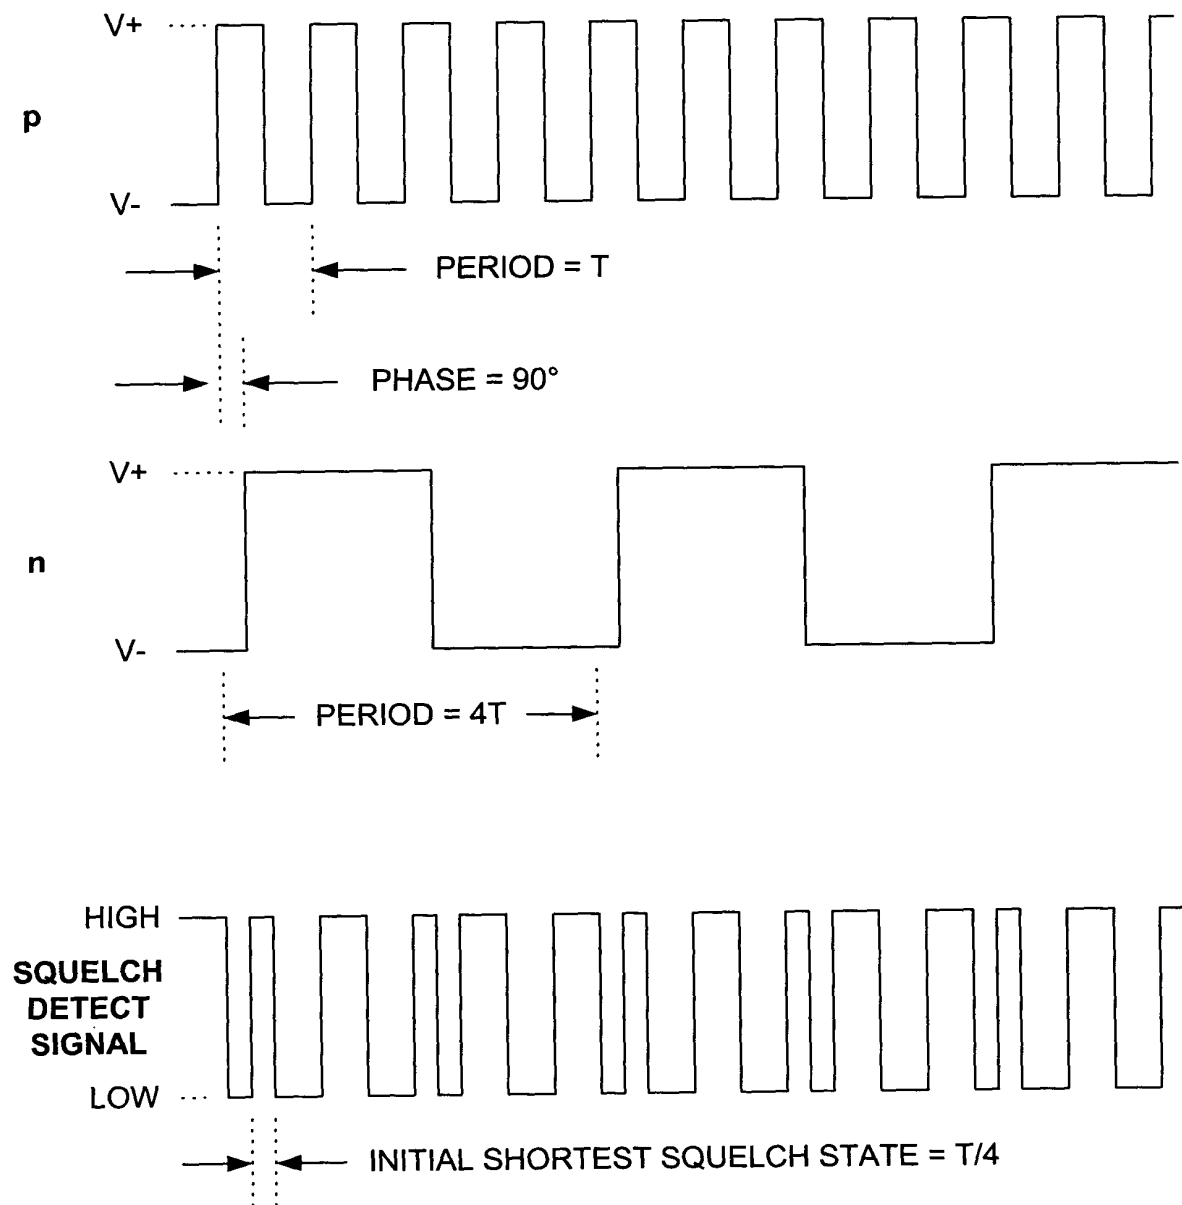 V+
p
V-
PERIOD = T
PHASE = 90°
V+
n
V-
PERIOD = 4T
HIGH
SQUELCH
DETECT
SIGNAL
LOW
INITIAL SHORTEST SQUELCH STATE = T/4